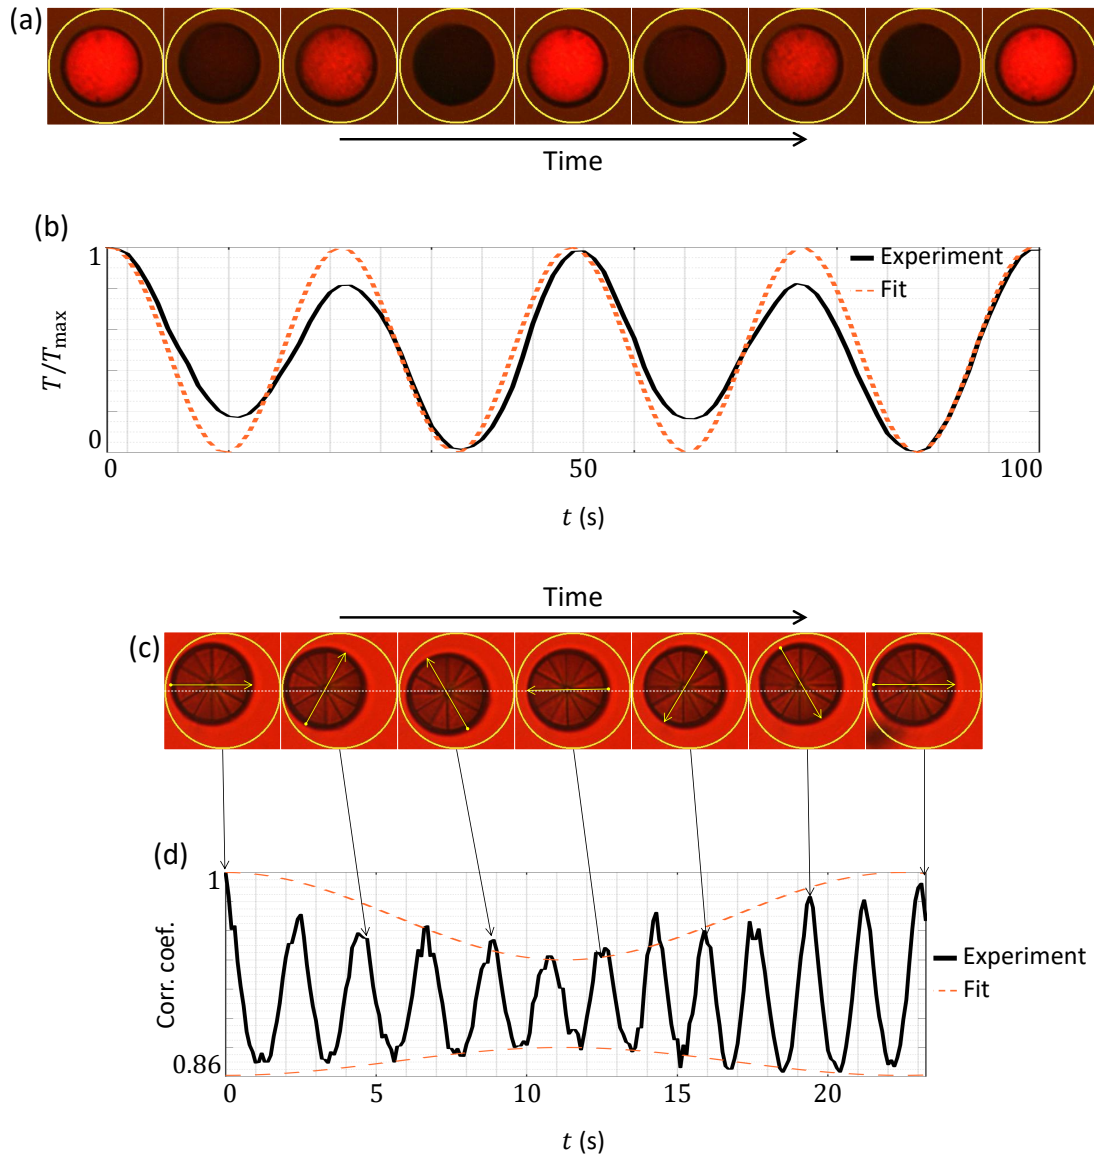 (a)
Time
(b)
1
Experiment
Fit
T/Tmax
0
0
50
100
t (s)
Time
(c)
(d)
1
Corr. coef.
Experiment
Fit
0.86
0
5
10
15
20
t (s)